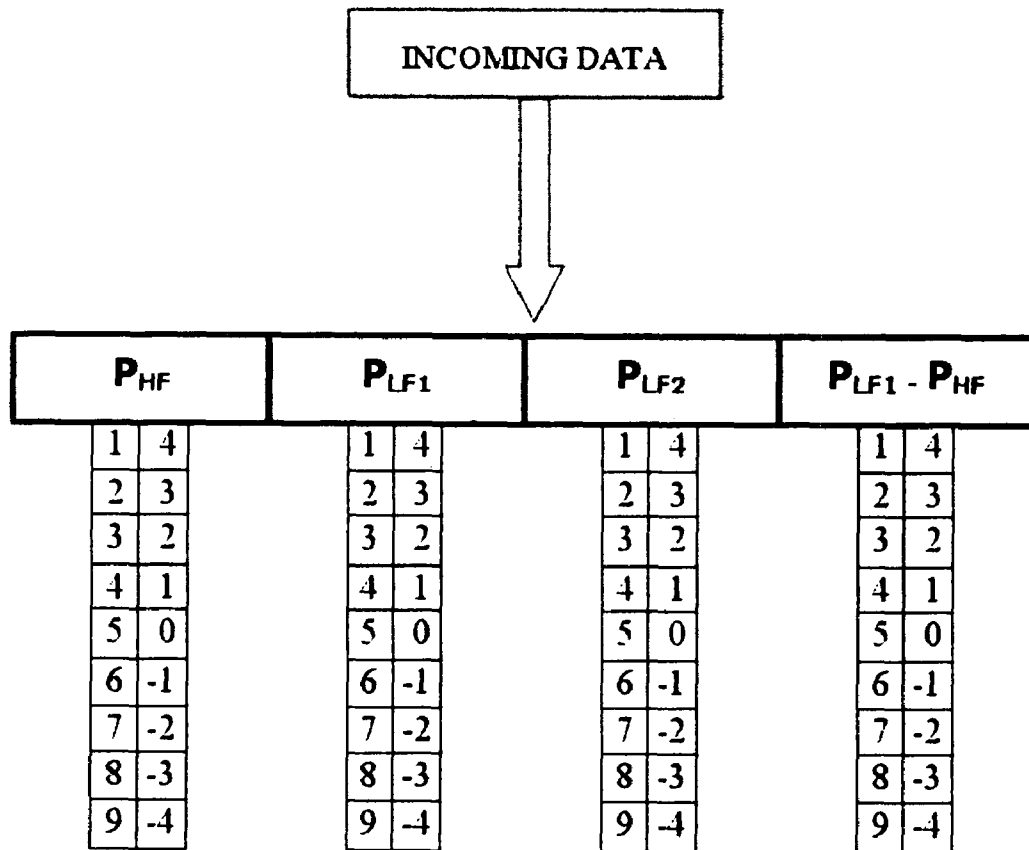 INCOMING DATA
P_HF P_LF1 P_LF2 P_LF1 - P_HF
1 4 1 4 1 4 1 4
2 3 2 3 2 3 2 3
3 2 3 2 3 2 3 2
4 1 4 1 4 1 4 1
5 0 5 0 5 0 5 0
6 -1 6 -1 6 -1 6 -1
7 -2 7 -2 7 -2 7 -2
8 -3 8 -3 8 -3 8 -3
9 -4 9 -4 9 -4 9 -4